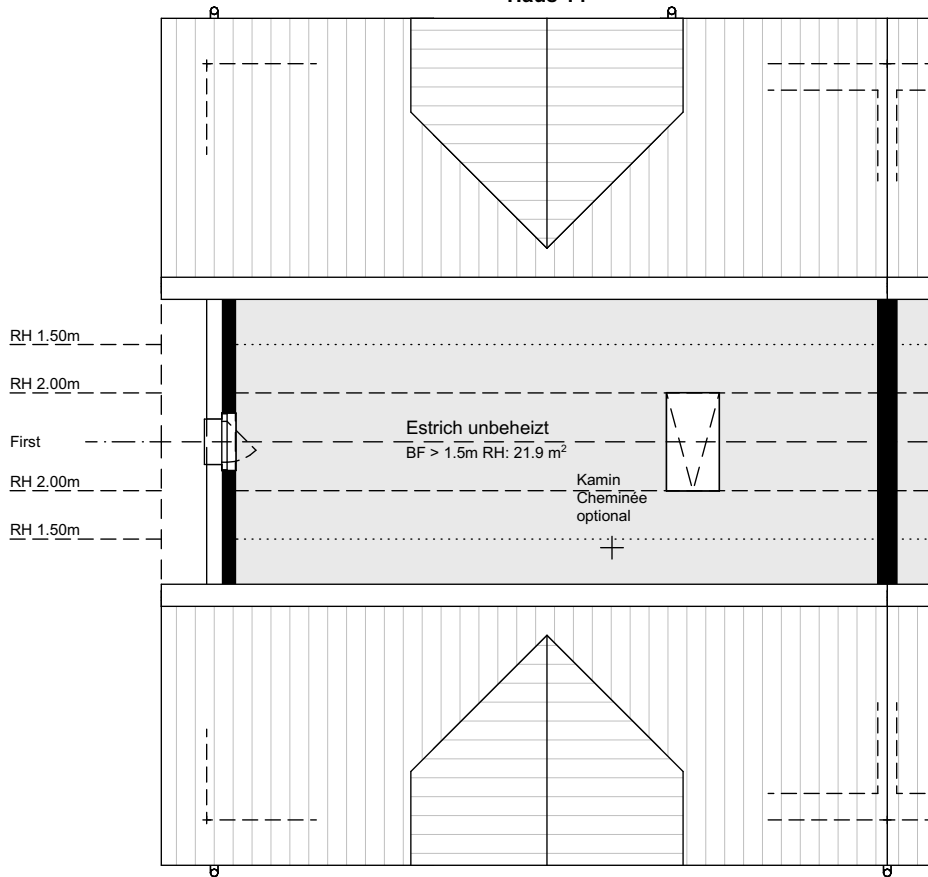 RH 1.50m
RH 2.00m
First
RH 2.00m
RH 1.50m
Estrich unbeheizt
BF > 1.5m RH: 21.9 m²
Kamin
Cheminée
optional